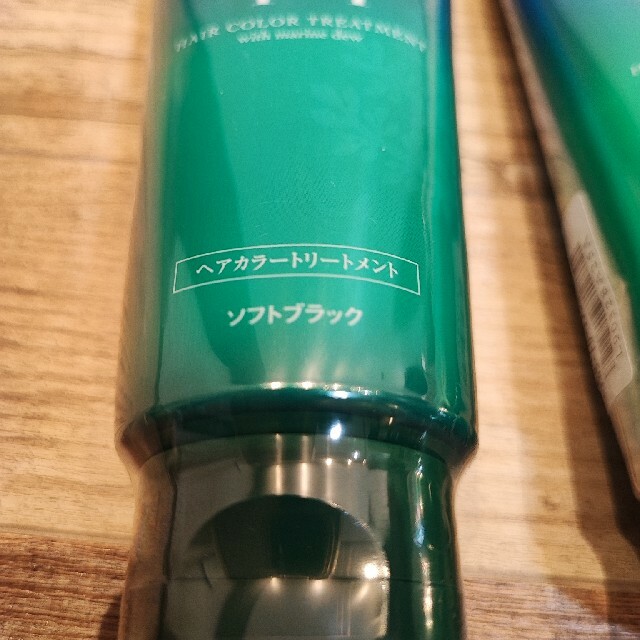 HAIR COLOR TREATMENT
with marine dew
ヘアカラートリートメント
ソフトブラック